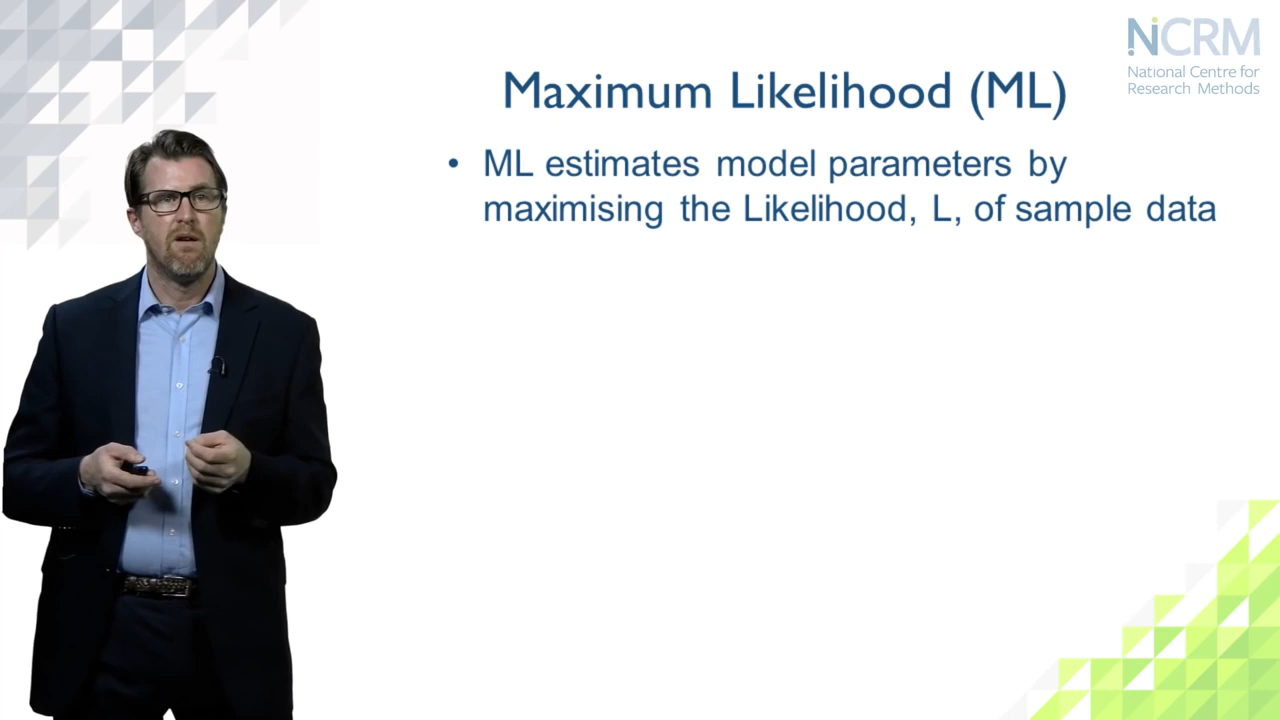 NCRM
National Centre for
Research Methods
Maximum Likelihood (ML)
• ML estimates model parameters by
maximising the Likelihood, L, of sample data